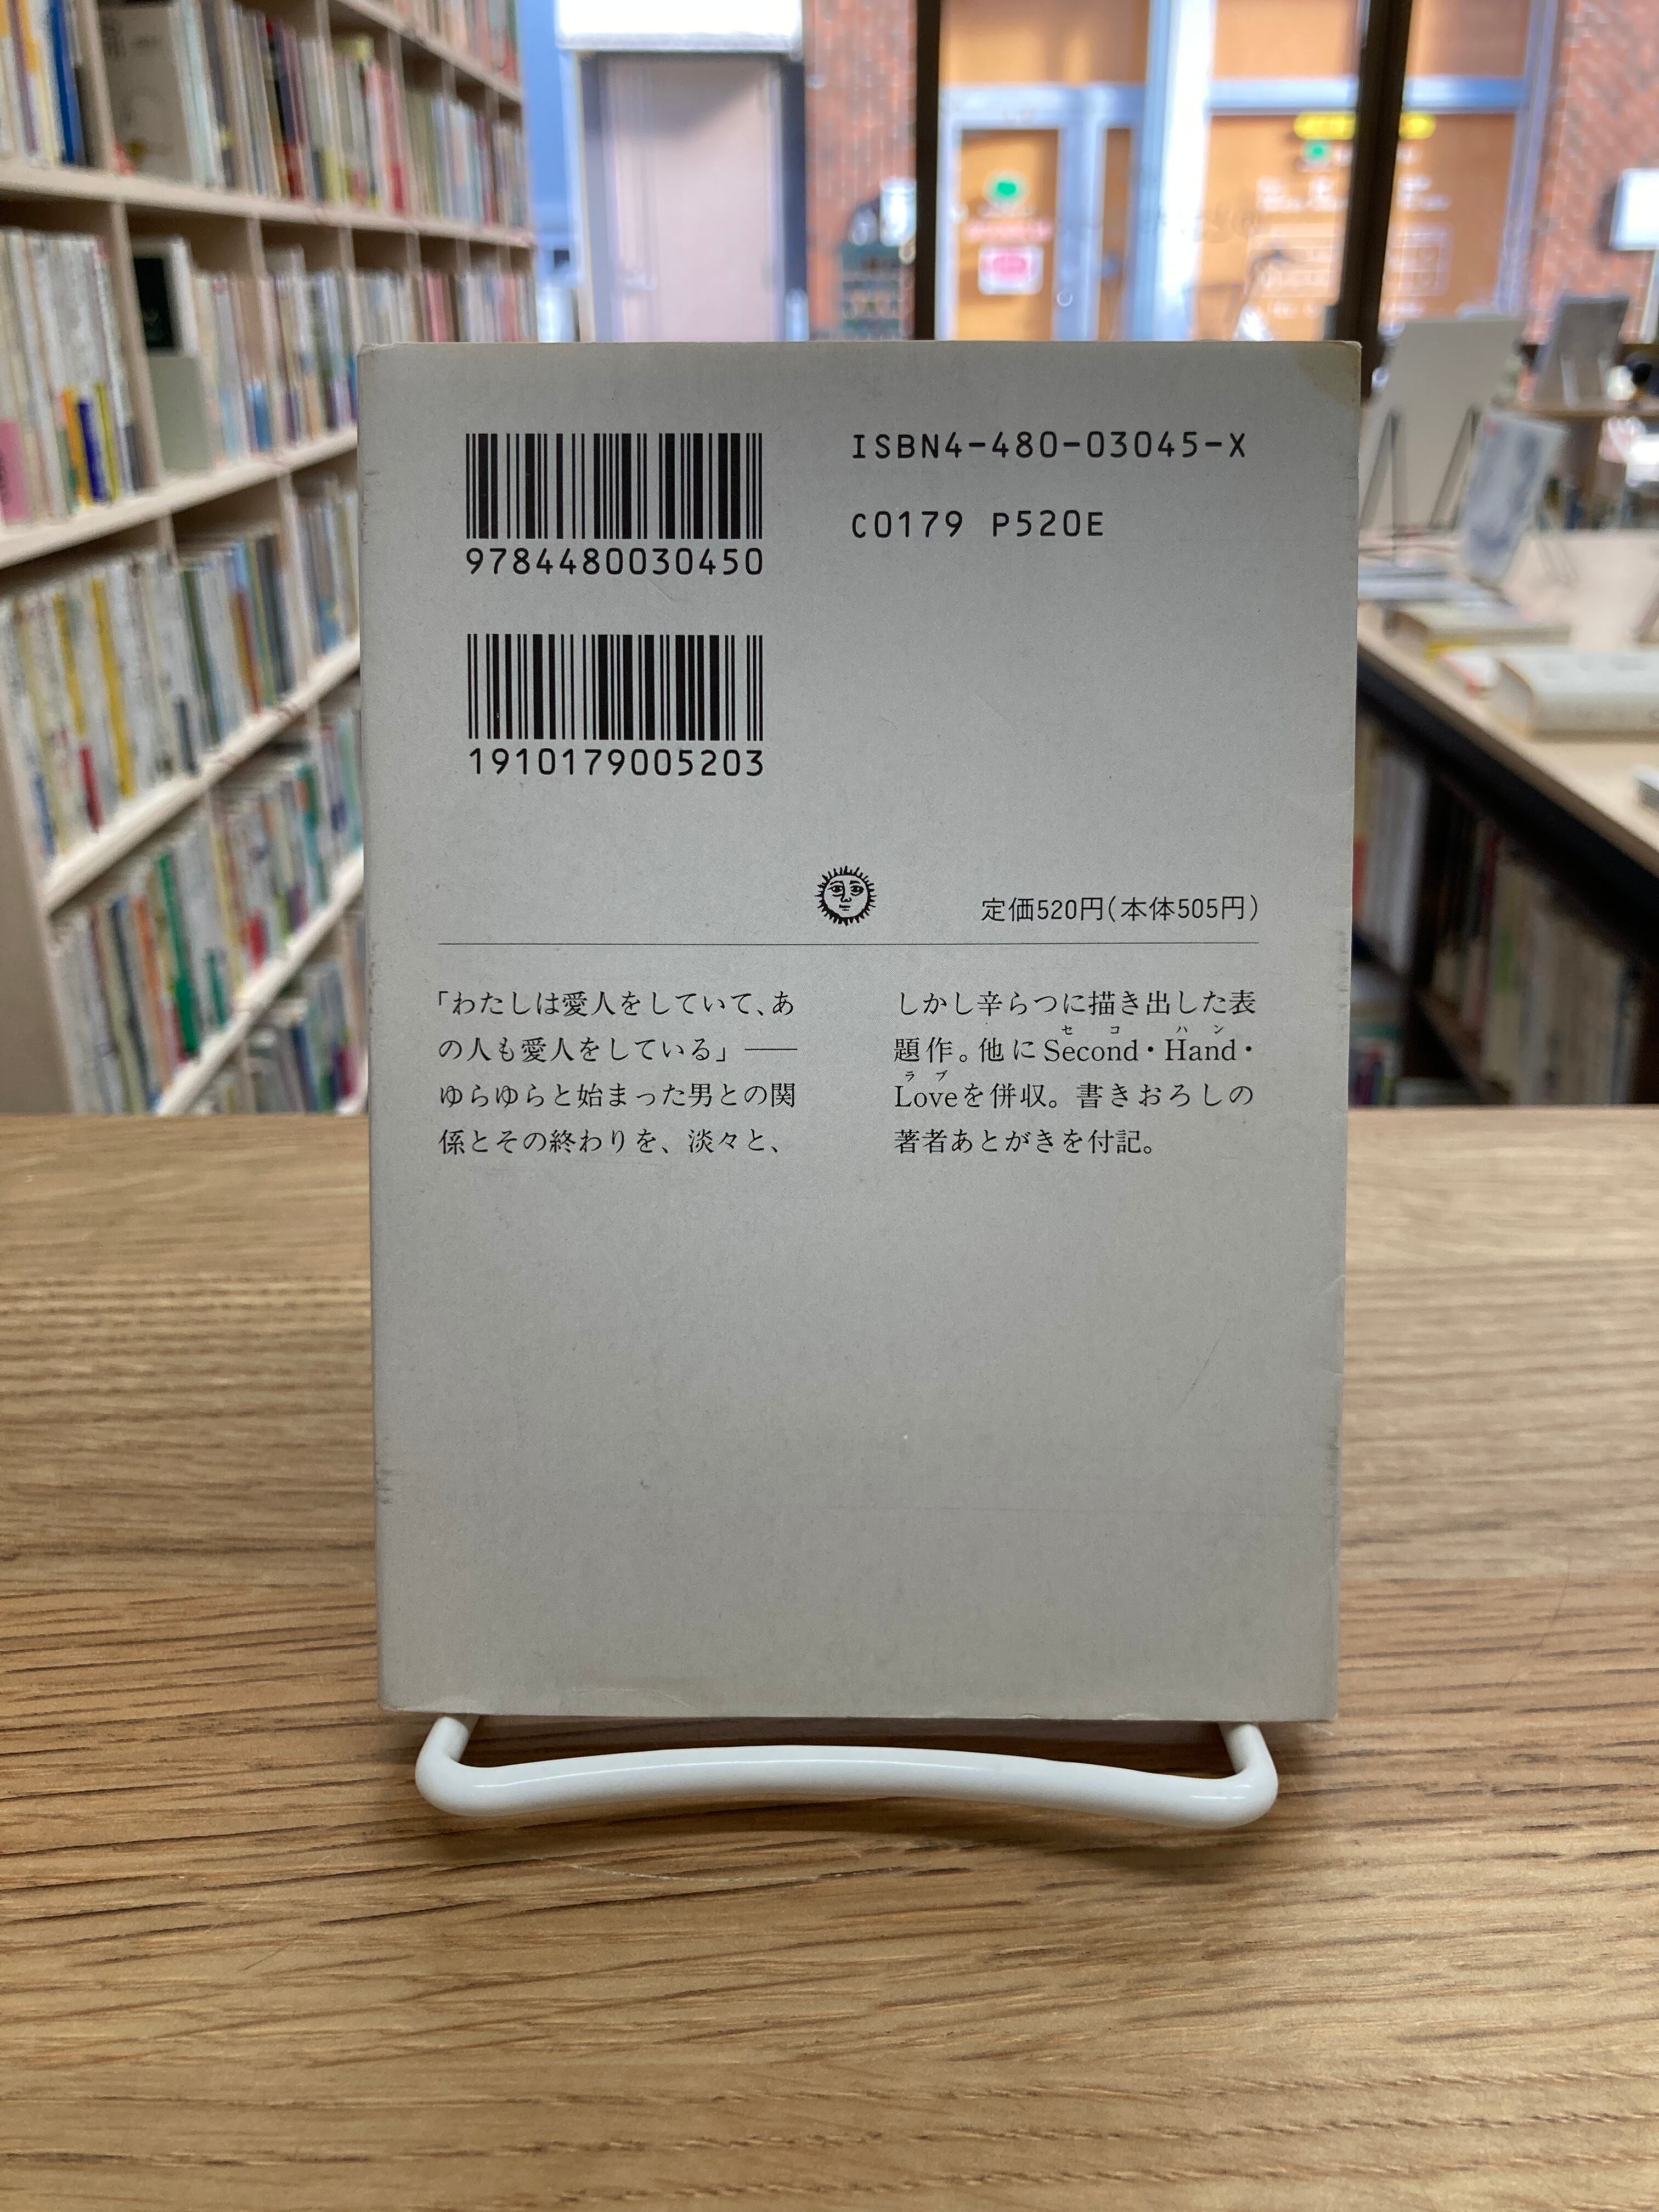 ISBN4-480-03045-X
C0179 P520E
9784480030450
1910179005203
定価520円(本体505円)
「わたしは愛人をしていて、あ
の人も愛人をしている」——
ゆらゆらと始まった男との関
係とその終わりを、淡々と、
しかし辛らつに描き出した表
セコ ハン
題作。他にSecond・Hand・
ラブ
Loveを併収。書きおろしの
著者あとがきを付記。